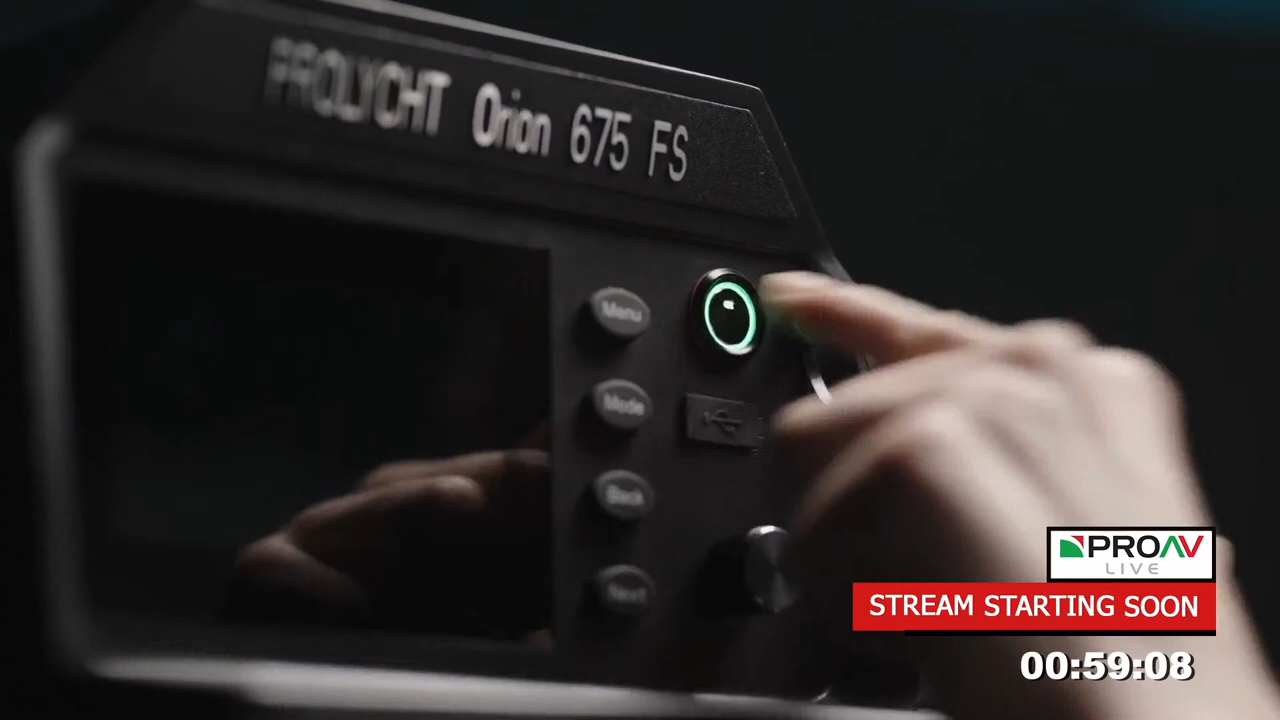 PROLYCHT Orion 675 FS
Menu
Mode
Back
Next
PROAV
LIVE
STREAM STARTING SOON
00:59:08